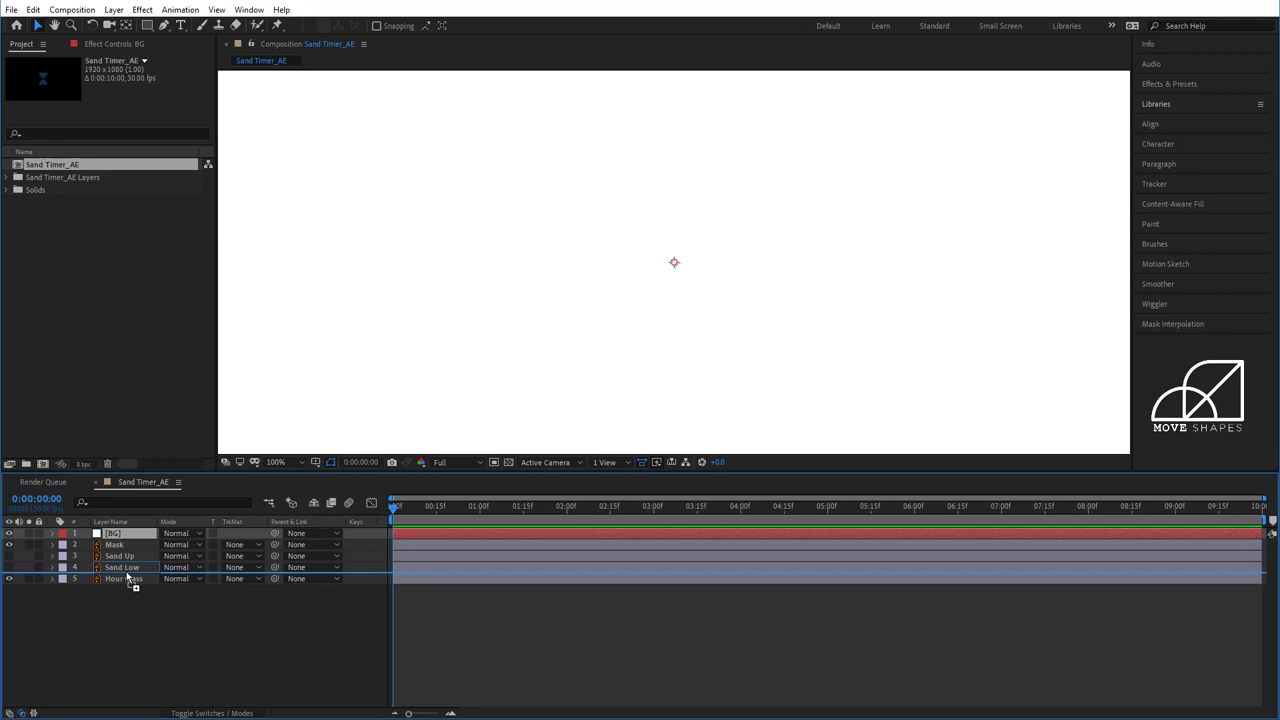 File Edit Composition Layer Effect Animation View Window Help
Snapping Default Learn Standard Small Screen Libraries Search Help
Project Effect Controls BG Composition Sand Timer_AE
Sand Timer_AE
Sand Timer_AE
1920 x 1080 (1.00)
Δ 0:00:10:00, 30.00 fps
Name
Sand Timer_AE
Sand Timer_AE Layers
Solids
Info
Audio
Effects & Presets
Libraries
Align
Character
Paragraph
Tracker
Content-Aware Fill
Paint
Brushes
Motion Sketch
Smoother
Wiggler
Mask Interpolation
MOVE SHAPES
8 bpc 100% 0:00:00:00 Full Active Camera 1 View +0.0
Render Queue Sand Timer_AE
0:00:00:00
00000 (30.00 fps)
00:15f 01:00f 01:15f 02:00f 02:15f 03:00f 03:15f 04:00f 04:15f 05:00f 05:15f 06:00f 06:15f 07:00f 07:15f 08:00f 08:15f 09:00f 09:15f
# Layer Name Mode T .TrkMat Parent & Link Keys
1 [BG] Normal None
2 Mask Normal None None
3 Sand Up Normal None None
4 Sand Low Normal None None
5 Normal None None
Toggle Switches / Modes